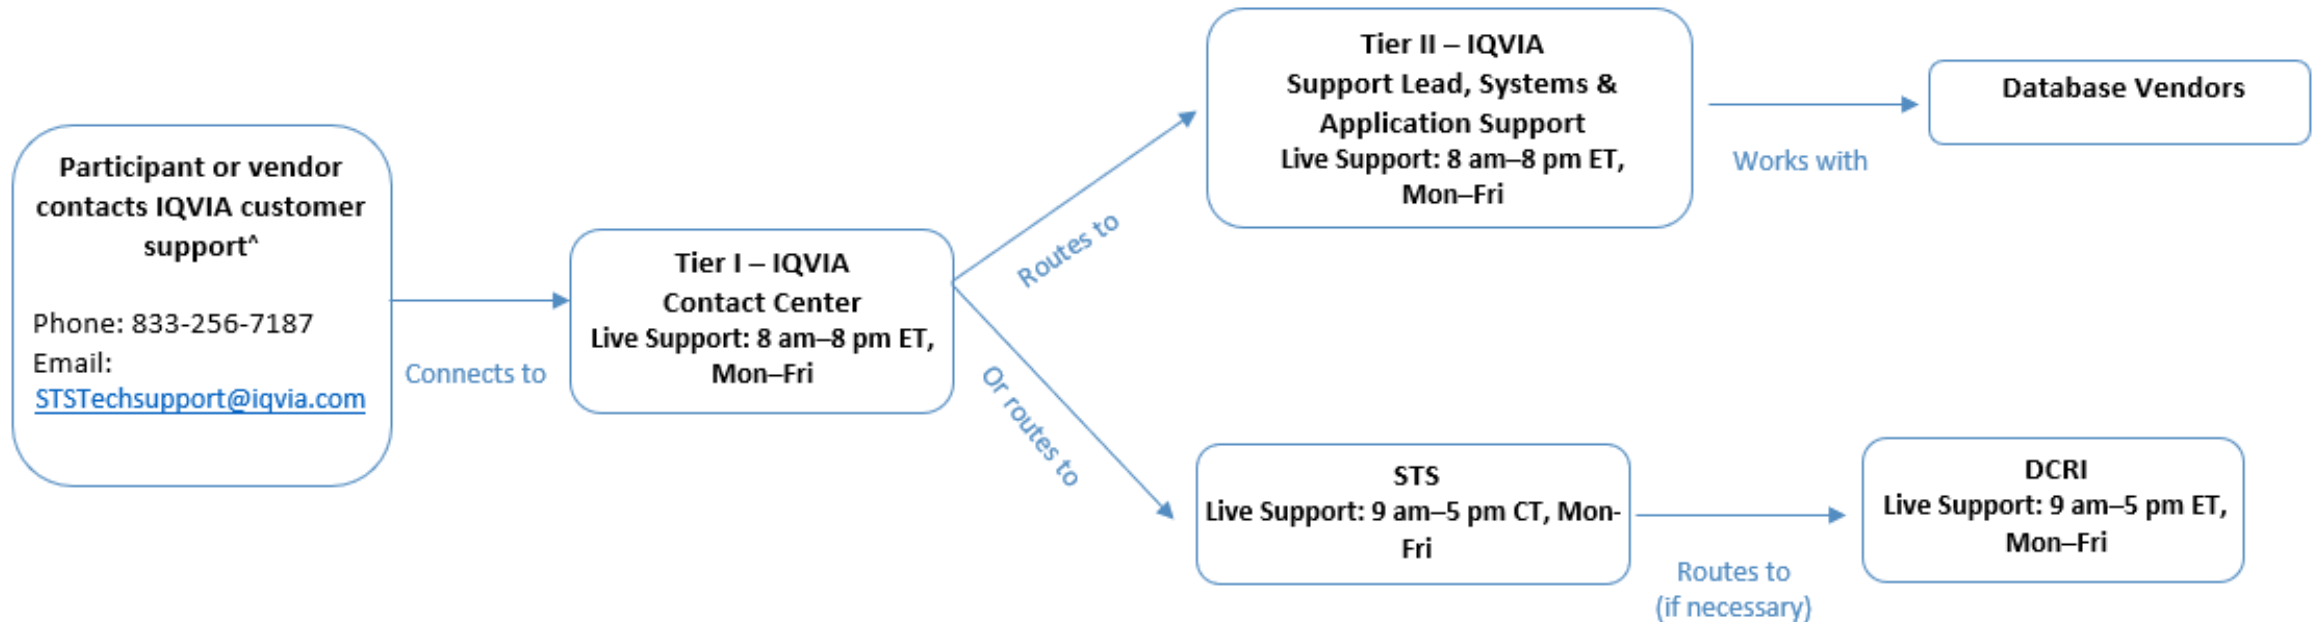 Participant or vendor
contacts IQVIA customer
support^
Phone: 833-256-7187
Email:
STSTechsupport@iqvia.com
Connects to
Tier I – IQVIA
Contact Center
Live Support: 8 am–8 pm ET,
Mon–Fri
Routes to
Or routes to
Tier II – IQVIA
Support Lead, Systems &
Application Support
Live Support: 8 am–8 pm ET,
Mon–Fri
Works with
Database Vendors
STS
Live Support: 9 am–5 pm CT, Mon-
Fri
Routes to
(if necessary)
DCRI
Live Support: 9 am–5 pm ET,
Mon–Fri